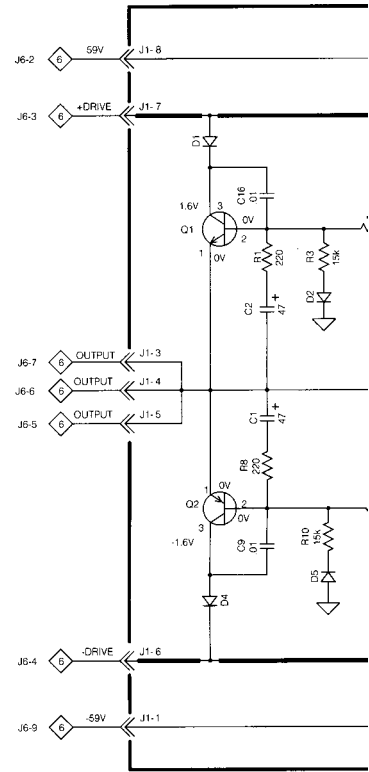 J6-2 6 59V J1-8
J6-3 6 +DRIVE J1-7
D1
C16
.01
1.6V 3 0V
Q1 2
1 0V
R1
220
R3
15k
D2
C2 +
47
J6-7 6 OUTPUT J1-3
J6-6 6 OUTPUT J1-4
J6-5 6 OUTPUT J1-5
C1 +
47
R8
220
1 0V
Q2 2
0V
3
-1.6V
C9
.01
R10
15k
D5
D4
J6-4 6 -DRIVE J1-6
J6-9 6 -59V J1-1